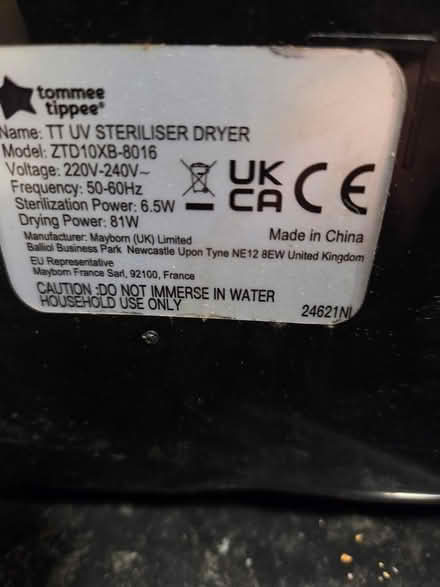 tommee
tippee®
Name: TT UV STERILISER DRYER
Model: ZTD10XB-8016
Voltage: 220V-240V~
Frequency: 50-60Hz
Sterilization Power: 6.5W
Drying Power: 81W
UK
CA
CE
Made in China
Manufacturer: Mayborn (UK) Limited
Balliol Business Park Newcastle Upon Tyne NE12 8EW United Kingdom
EU Representative
Mayborn France Sarl, 92100, France
CAUTION :DO NOT IMMERSE IN WATER
HOUSEHOLD USE ONLY
24621NI